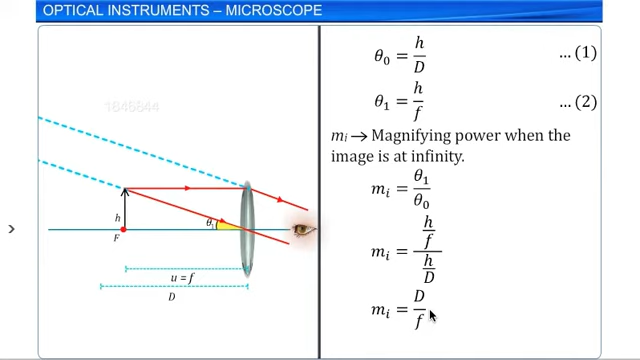 OPTICAL INSTRUMENTS – MICROSCOPE
1845844
h
F
θ₁
u = f
D
θ₀ = h/D ...(1)
θ₁ = h/f ...(2)
mᵢ → Magnifying power when the
image is at infinity.
mᵢ = θ₁/θ₀
mᵢ = (h/f)/(h/D)
mᵢ = D/f